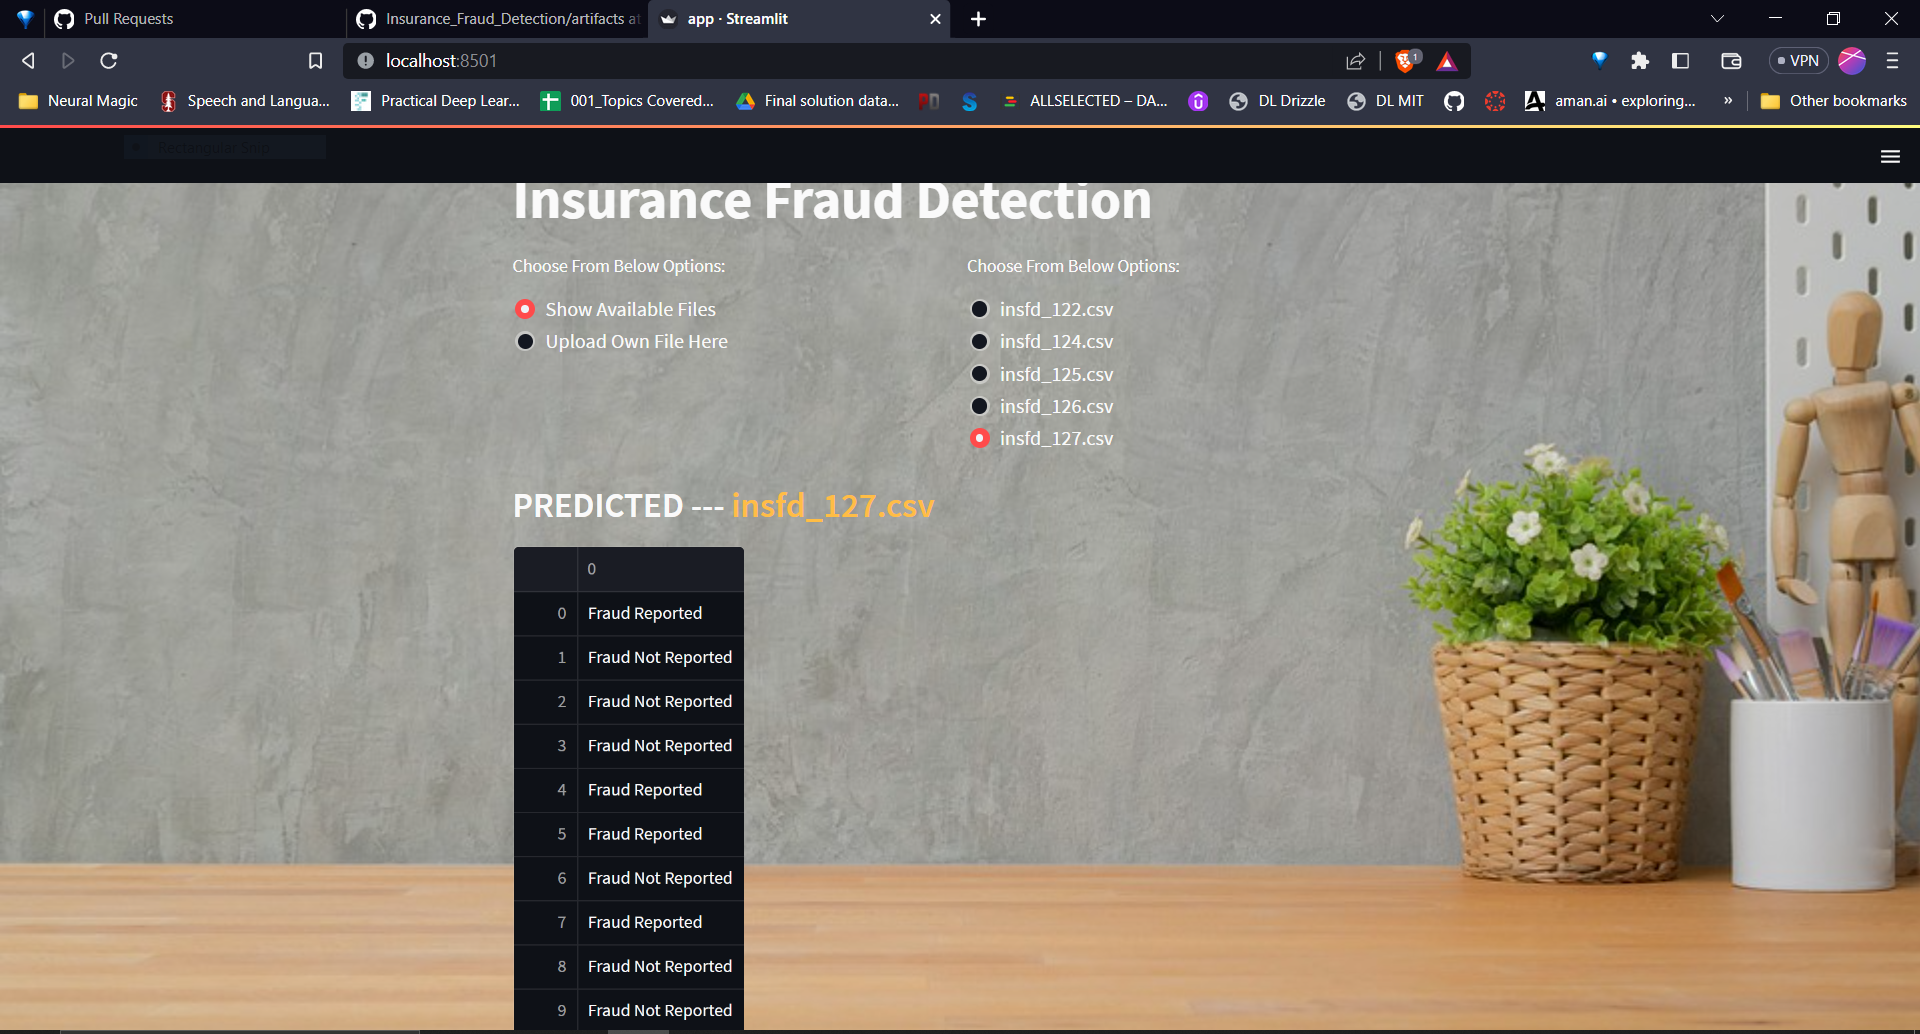 Pull Requests
Insurance_Fraud_Detection/artifacts at
app · Streamlit
localhost:8501
1
VPN
Neural Magic
Speech and Langua...
Practical Deep Lear...
001_Topics Covered...
Final solution data...
ALLSELECTED – DA...
DL Drizzle
DL MIT
aman.ai • exploring...
»
Other bookmarks
Rectangular Snip
Insurance Fraud Detection
Choose From Below Options:
Show Available Files
Upload Own File Here
Choose From Below Options:
insfd_122.csv
insfd_124.csv
insfd_125.csv
insfd_126.csv
insfd_127.csv
PREDICTED --- insfd_127.csv
0
0 Fraud Reported
1 Fraud Not Reported
2 Fraud Not Reported
3 Fraud Not Reported
4 Fraud Reported
5 Fraud Reported
6 Fraud Not Reported
7 Fraud Reported
8 Fraud Not Reported
9 Fraud Not Reported